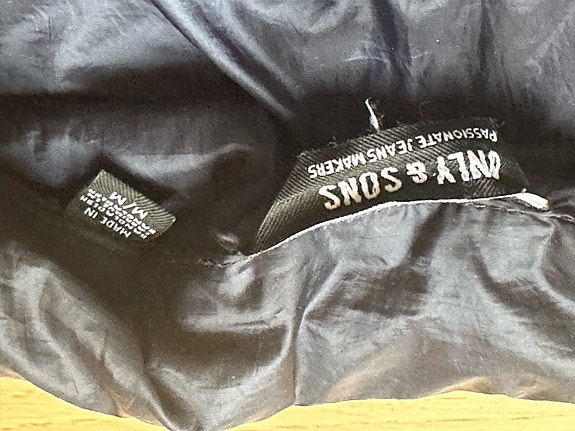 ONLY & SONS
PASSIONATE JEANS MAKERS
M/M
MADE IN